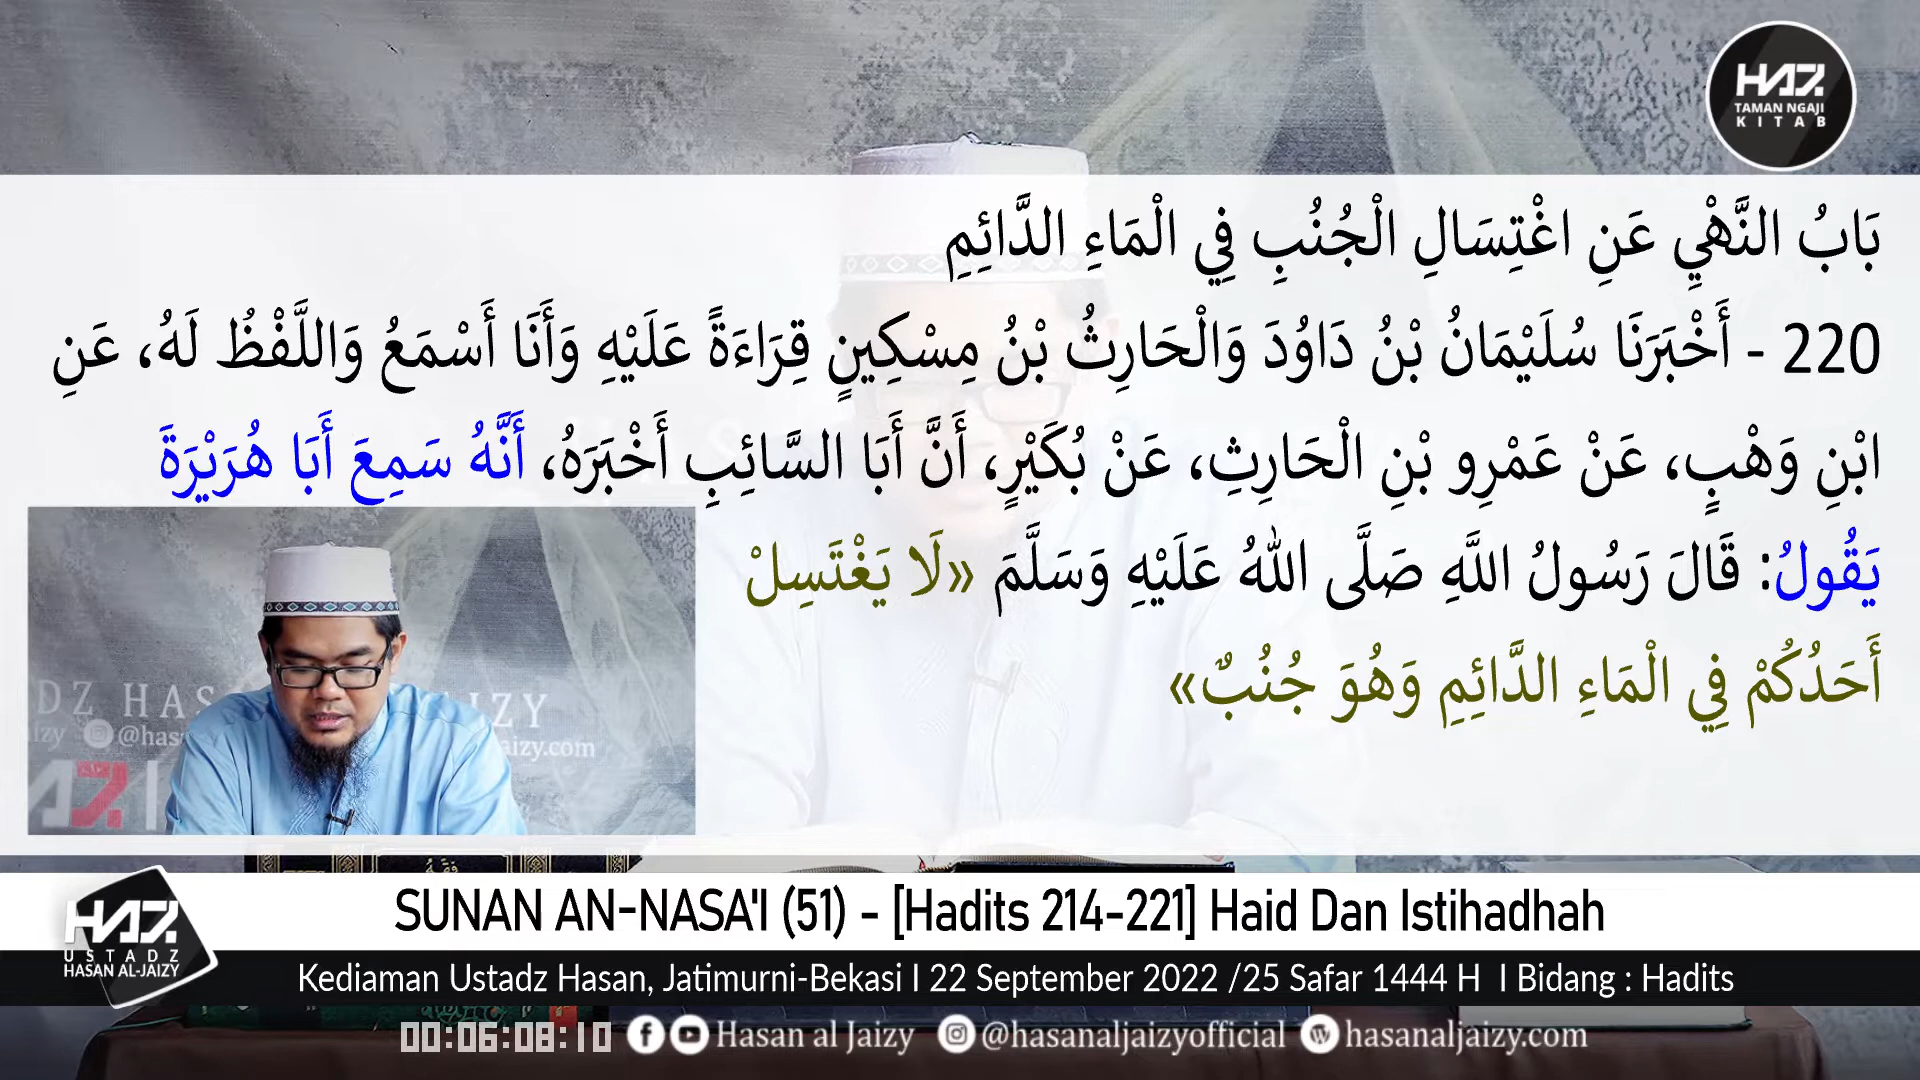 HAZ
TAMAN NGAJI
KITAB
بَابُ النَّهْيِ عَنِ اغْتِسَالِ الْجُنُبِ فِي الْمَاءِ الدَّائِمِ
220 - أَخْبَرَنَا سُلَيْمَانُ بْنُ دَاوُدَ وَالْحَارِثُ بْنُ مِسْكِينٍ قِرَاءَةً عَلَيْهِ وَأَنَا أَسْمَعُ وَاللَّفْظُ لَهُ، عَنِ
ابْنِ وَهْبٍ، عَنْ عَمْرِو بْنِ الْحَارِثِ، عَنْ بُكَيْرٍ، أَنَّ أَبَا السَّائِبِ أَخْبَرَهُ، أَنَّهُ سَمِعَ أَبَا هُرَيْرَةَ
يَقُولُ: قَالَ رَسُولُ اللَّهِ صَلَّى اللهُ عَلَيْهِ وَسَلَّمَ «لَا يَغْتَسِلْ
أَحَدُكُمْ فِي الْمَاءِ الدَّائِمِ وَهُوَ جُنُبٌ»
SUNAN AN-NASA'I (51) - [Hadits 214-221] Haid Dan Istihadhah
HAZ
USTADZ
HASAN AL-JAIZY
Kediaman Ustadz Hasan, Jatimurni-Bekasi I 22 September 2022 /25 Safar 1444 H I Bidang : Hadits
00:06:08:10 Hasan al Jaizy @hasanaljaizyofficial hasanaljaizy.com